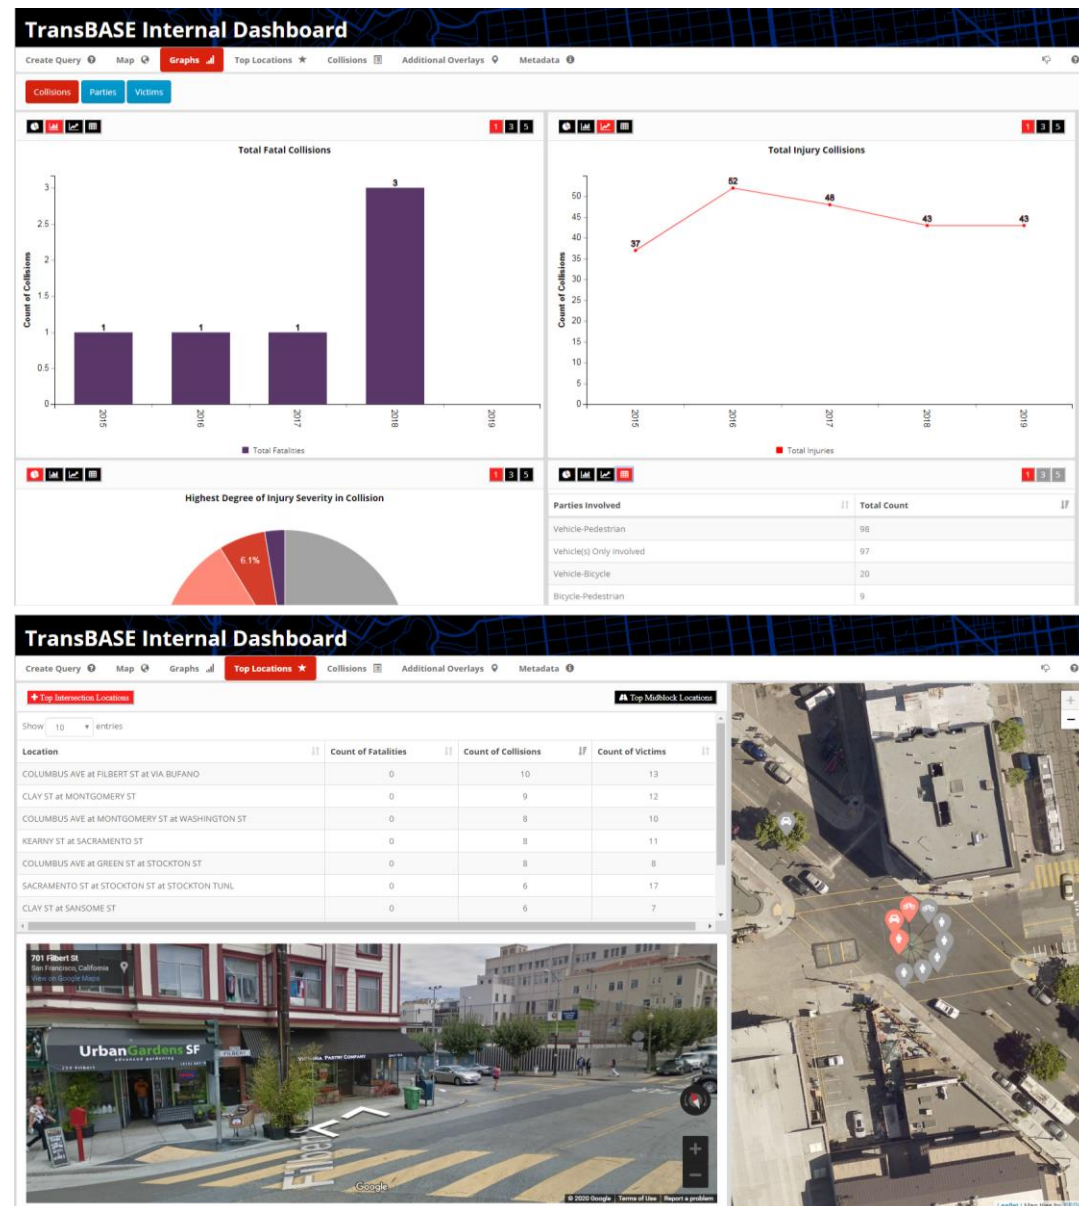 TransBASE Internal Dashboard
Create Query Map Graphs Top Locations Collisions Additional Overlays Metadata
Collisions Parties Victims
1 3 5
Total Fatal Collisions
Count of Collisions
3
2.5
2
1.5
1
0.5
0
1 1 1 3
2015 2016 2017 2018 2019
Total Fatalities
1 3 5
Total Injury Collisions
Count of Collisions
50
45
40
35
30
25
20
15
10
5
0
37 52 48 43 43
2015 2016 2017 2018 2019
Total Injuries
1 3 5
Highest Degree of Injury Severity in Collision
6.1%
1 3 5
Parties Involved Total Count
Vehicle-Pedestrian 98
Vehicle(s) Only Involved 97
Vehicle-Bicycle 20
Bicycle-Pedestrian 9
TransBASE Internal Dashboard
Create Query Map Graphs Top Locations Collisions Additional Overlays Metadata
Top Intersection Locations Top Midblock Locations
Show 10 entries
Location Count of Fatalities Count of Collisions Count of Victims
COLUMBUS AVE at FILBERT ST at VIA BUFANO 0 10 13
CLAY ST at MONTGOMERY ST 0 9 12
COLUMBUS AVE at MONTGOMERY ST at WASHINGTON ST 0 8 10
KEARNY ST at SACRAMENTO ST 0 8 11
COLUMBUS AVE at GREEN ST at STOCKTON ST 0 8 8
SACRAMENTO ST at STOCKTON ST at STOCKTON TUNL 0 6 17
CLAY ST at SANSOME ST 0 6 7
+
−
701 Filbert St
San Francisco, California
View on Google Maps
UrbanGardens SF
advanced gardening
FILBERT
PASTRY COMPANY
Filbert
+
−
Google
© 2020 Google Terms of Use Report a problem